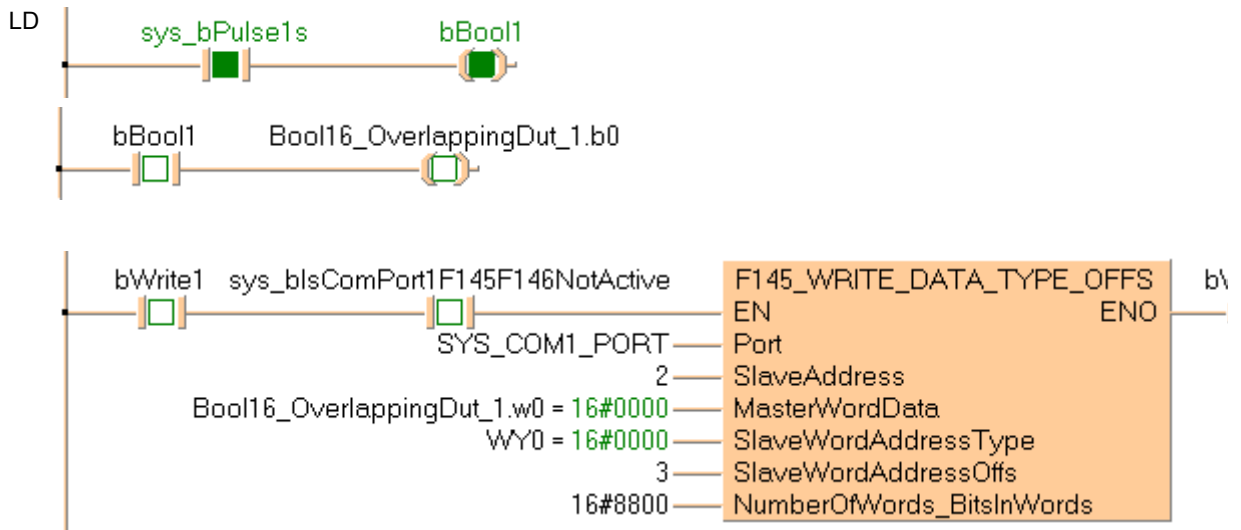 LD
sys_bPulse1s bBool1
bBool1 Bool16_OverlappingDut_1.b0
bWrite1 sys_bIsComPort1F145F146NotActive F145_WRITE_DATA_TYPE_OFFS
EN ENO
SYS_COM1_PORT Port
2 SlaveAddress
Bool16_OverlappingDut_1.w0 = 16#0000 MasterWordData
WY0 = 16#0000 SlaveWordAddressType
3 SlaveWordAddressOffs
16#8800 NumberOfWords_BitsInWords